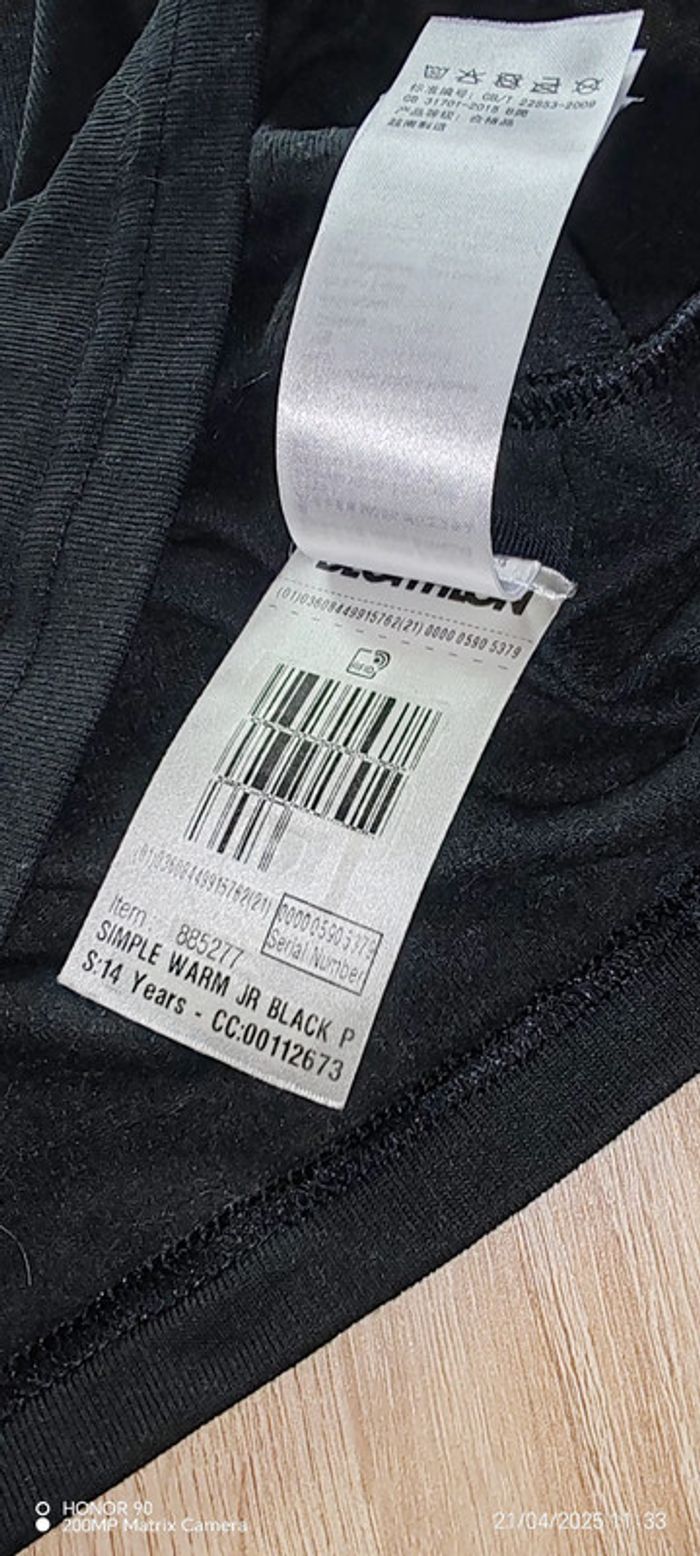 标准编号: GB/T 22853-2009
GB 31701-2015 B类
产品等级: 合格品
越南制造
DECATHLON
(01)03608449915762(21) 0000 0590 5379
RFID
(01)03608449915762(21)
0000 0590 5379
Serial Number
Item : 885277
SIMPLE WARM JR BLACK P
S:14 Years - CC:00112673
HONOR 90
200MP Matrix Camera
21/04/2025 11:33